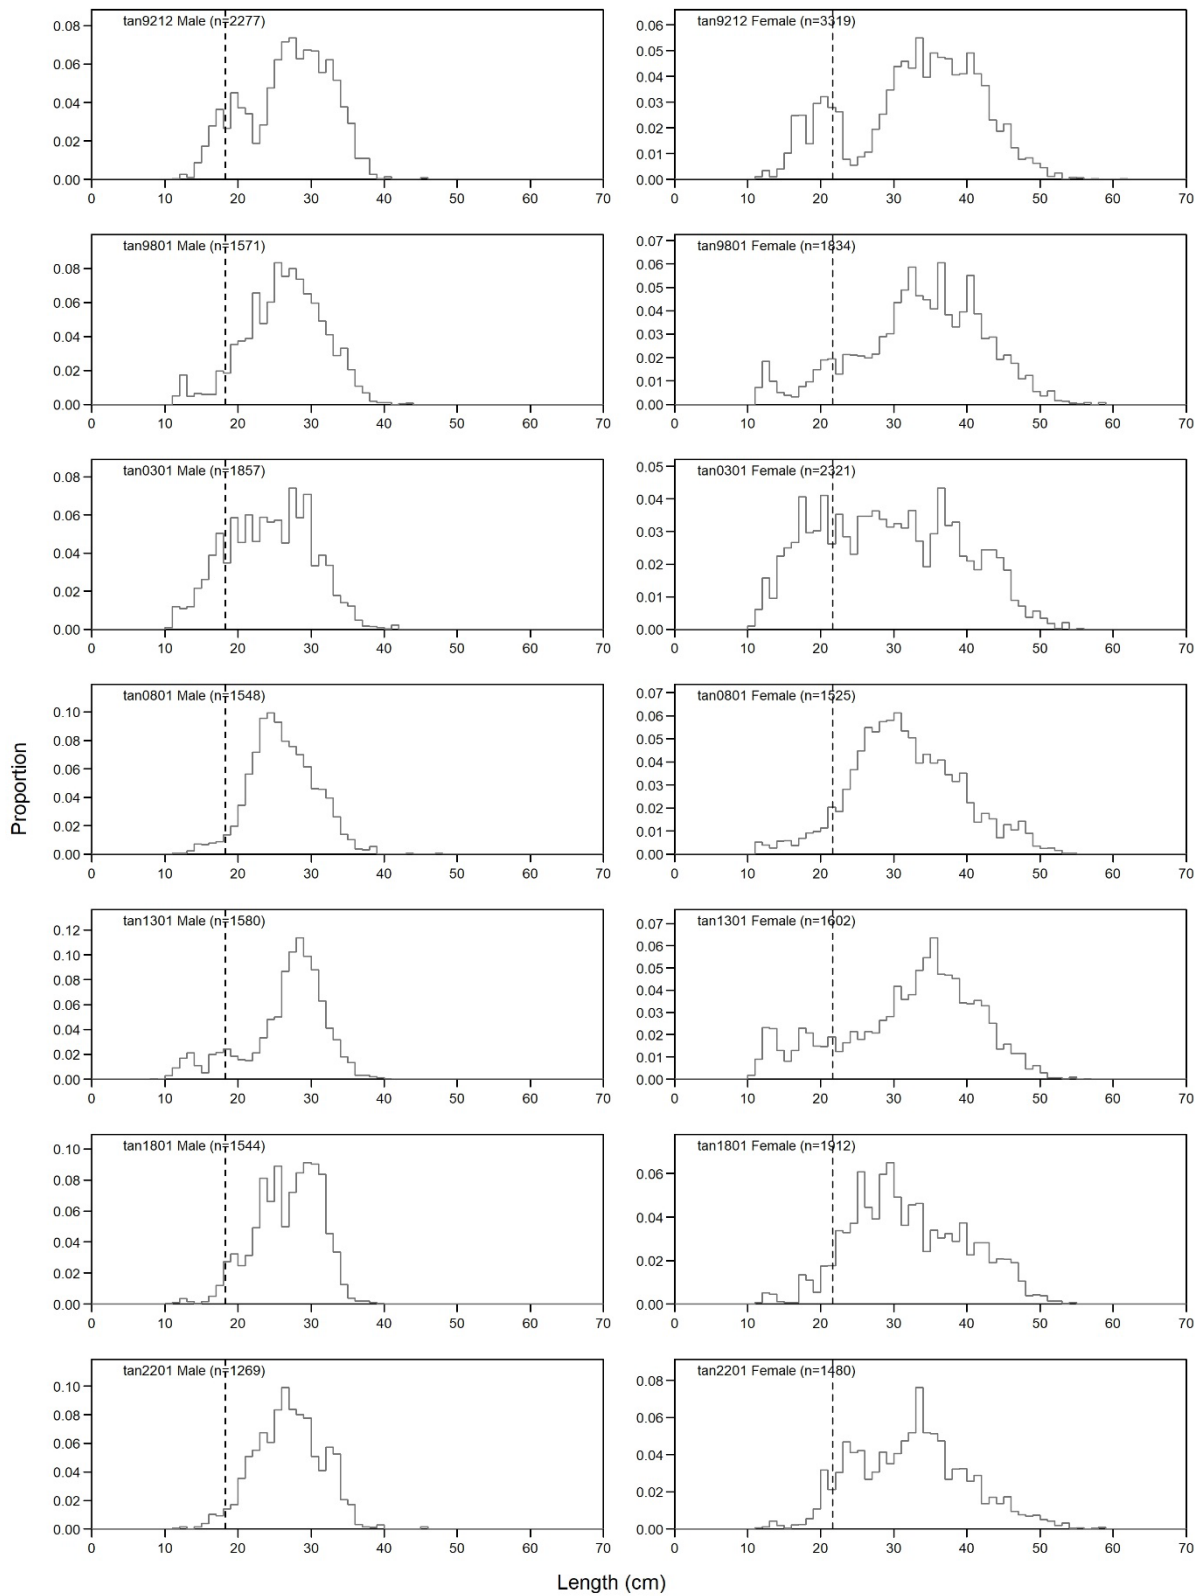 tan9212 Male (n=2277)
0.08
0.06
0.04
0.02
0.00
0 10 20 30 40 50 60 70
tan9212 Female (n=3319)
0.06
0.05
0.04
0.03
0.02
0.01
0.00
0 10 20 30 40 50 60 70
tan9801 Male (n=1571)
0.08
0.06
0.04
0.02
0.00
0 10 20 30 40 50 60 70
tan9801 Female (n=1834)
0.07
0.06
0.05
0.04
0.03
0.02
0.01
0.00
0 10 20 30 40 50 60 70
tan0301 Male (n=1857)
0.08
0.06
0.04
0.02
0.00
0 10 20 30 40 50 60 70
tan0301 Female (n=2321)
0.05
0.04
0.03
0.02
0.01
0.00
0 10 20 30 40 50 60 70
tan0801 Male (n=1548)
0.10
0.08
0.06
0.04
0.02
0.00
0 10 20 30 40 50 60 70
tan0801 Female (n=1525)
0.07
0.06
0.05
0.04
0.03
0.02
0.01
0.00
0 10 20 30 40 50 60 70
Proportion
tan1301 Male (n=1580)
0.12
0.10
0.08
0.06
0.04
0.02
0.00
0 10 20 30 40 50 60 70
tan1301 Female (n=1602)
0.07
0.06
0.05
0.04
0.03
0.02
0.01
0.00
0 10 20 30 40 50 60 70
tan1801 Male (n=1544)
0.10
0.08
0.06
0.04
0.02
0.00
0 10 20 30 40 50 60 70
tan1801 Female (n=1912)
0.06
0.04
0.02
0.00
0 10 20 30 40 50 60 70
tan2201 Male (n=1269)
0.10
0.08
0.06
0.04
0.02
0.00
0 10 20 30 40 50 60 70
tan2201 Female (n=1480)
0.08
0.06
0.04
0.02
0.00
0 10 20 30 40 50 60 70
Length (cm)